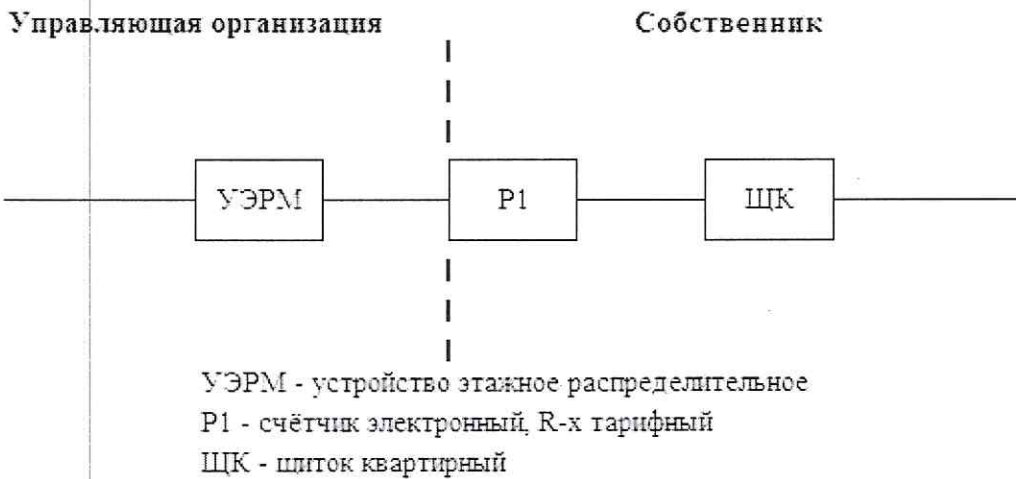 Управляющая организация
Собственник
УЭРМ
Р1
ЩК
УЭРМ - устройство этажное распределительное
Р1 - счётчик электронный, R-х тарифный
ЩК - щиток квартирный